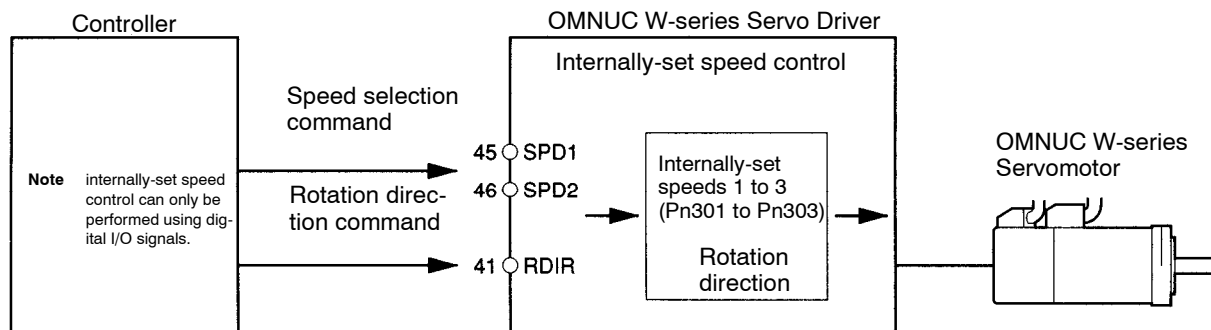 Controller
OMNUC W-series Servo Driver
Internally-set speed control
Speed selection
command
OMNUC W-series
Servomotor
45 SPD1
46 SPD2
Note internally-set speed
control can only be
performed using dig-
ital I/O signals.
Rotation direc-
tion command
Internally-set
speeds 1 to 3
(Pn301 to Pn303)
Rotation
direction
41 RDIR